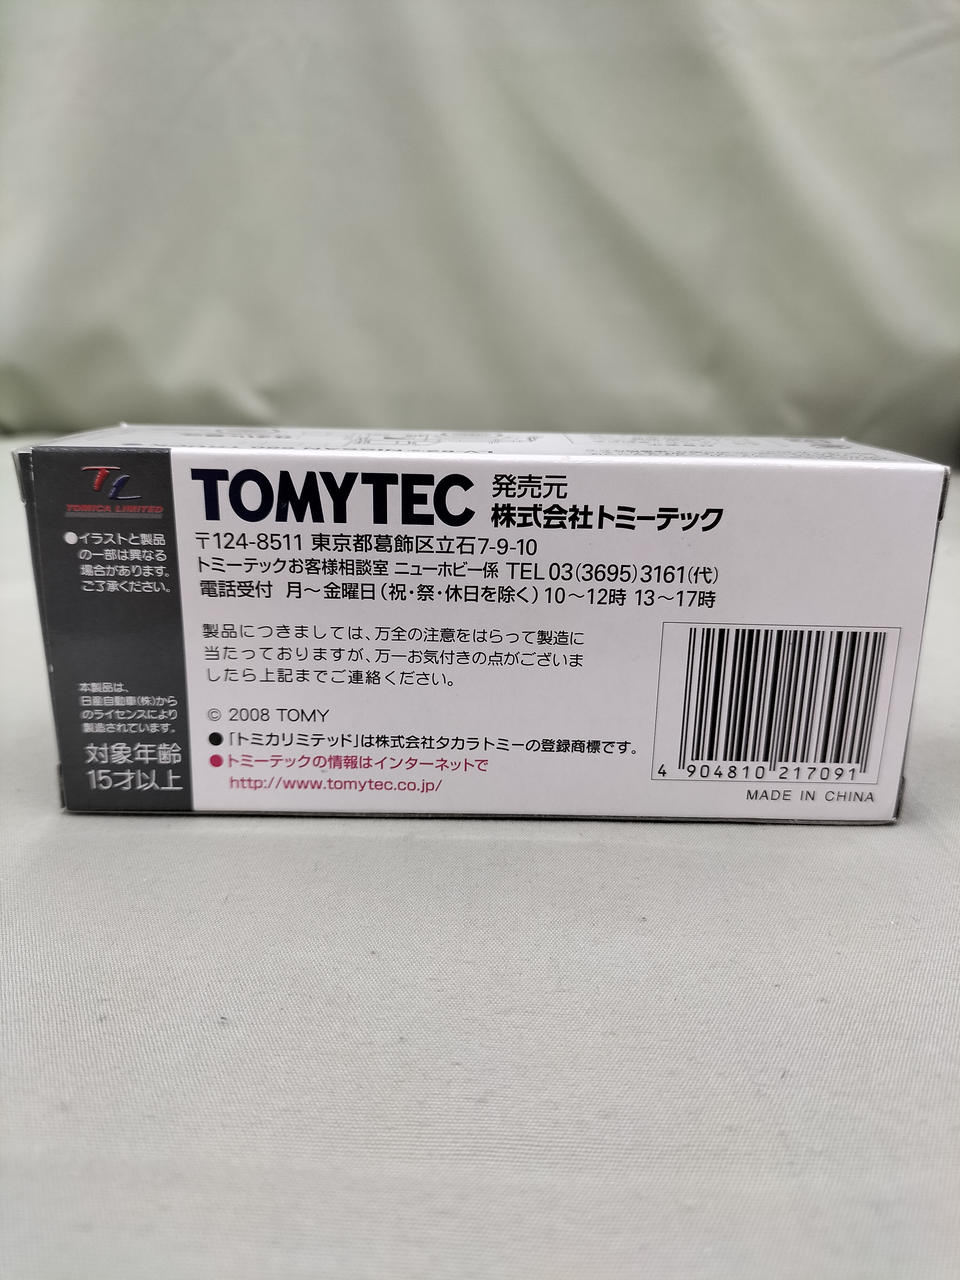 TL
TOMICA LIMITED
●イラストと製品
の一部は異なる
場合があります。
ご了承ください。
本製品は、
日産自動車(株)から
のライセンスにより
製造されています。
対象年齢
15才以上
TOMYTEC
発売元
株式会社トミーテック
〒124-8511 東京都葛飾区立石7-9-10
トミーテックお客様相談室 ニューホビー係 TEL 03(3695)3161(代)
電話受付 月～金曜日(祝・祭・休日を除く)10～12時 13～17時
製品につきましては、万全の注意をはらって製造に
当たっておりますが、万一お気付きの点がございま
したら上記までご連絡ください。
© 2008 TOMY
●「トミカリミテッド」は株式会社タカラトミーの登録商標です。
●トミーテックの情報はインターネットで
http://www.tomytec.co.jp/
4 904810 217091
MADE IN CHINA